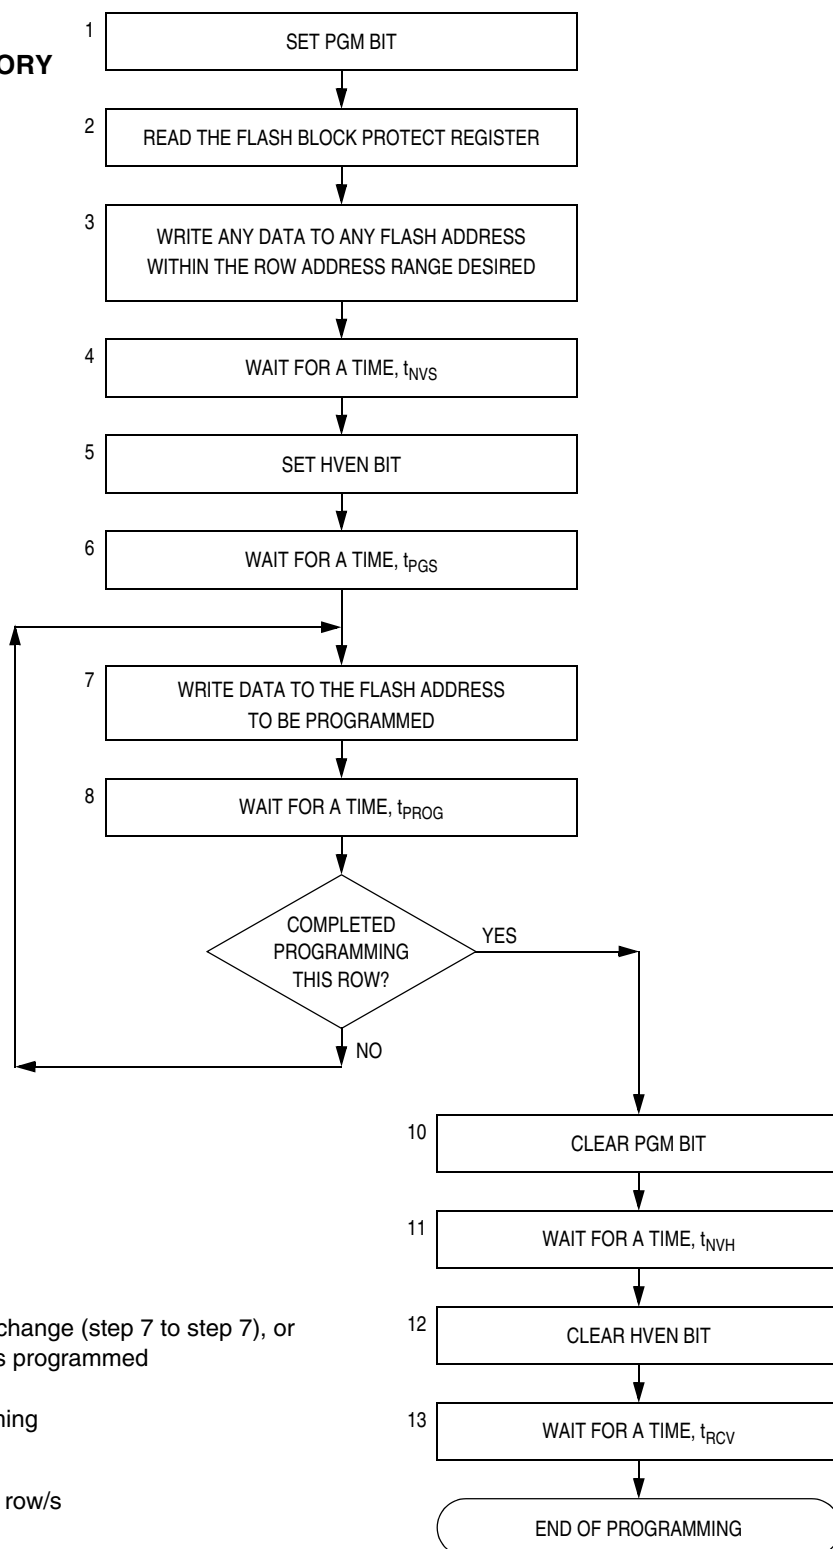 1
SET PGM BIT
ORY
2
READ THE FLASH BLOCK PROTECT REGISTER
3
WRITE ANY DATA TO ANY FLASH ADDRESS
WITHIN THE ROW ADDRESS RANGE DESIRED
4
WAIT FOR A TIME, tNVS
5
SET HVEN BIT
6
WAIT FOR A TIME, tPGS
7
WRITE DATA TO THE FLASH ADDRESS
TO BE PROGRAMMED
8
WAIT FOR A TIME, tPROG
COMPLETED
PROGRAMMING
THIS ROW?
YES
NO
10
CLEAR PGM BIT
11
WAIT FOR A TIME, tNVH
change (step 7 to step 7), or
s programmed
ning
row/s
12
CLEAR HVEN BIT
13
WAIT FOR A TIME, tRCV
END OF PROGRAMMING